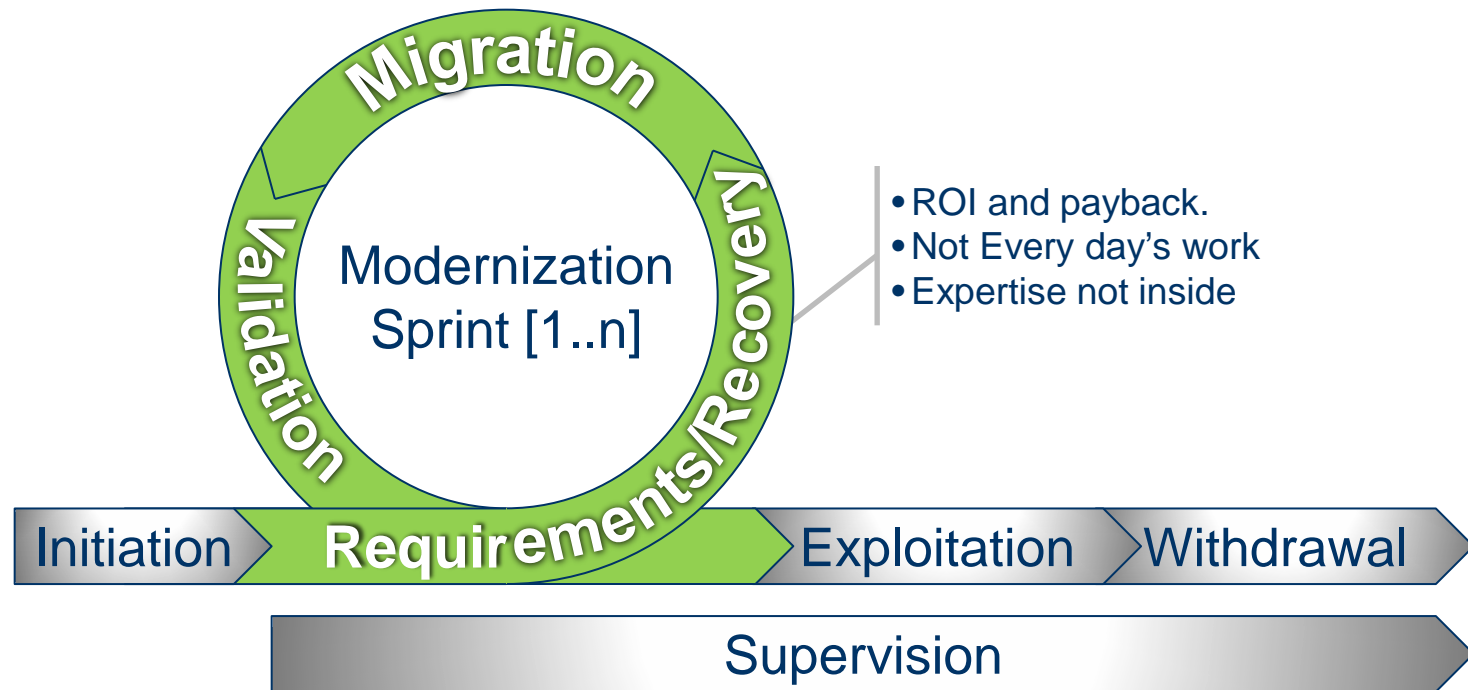 Migration
Validation
Requirements/Recovery
Modernization
Sprint [1..n]
•ROI and payback.
•Not Every day's work
•Expertise not inside
Initiation
Exploitation
Withdrawal
Supervision